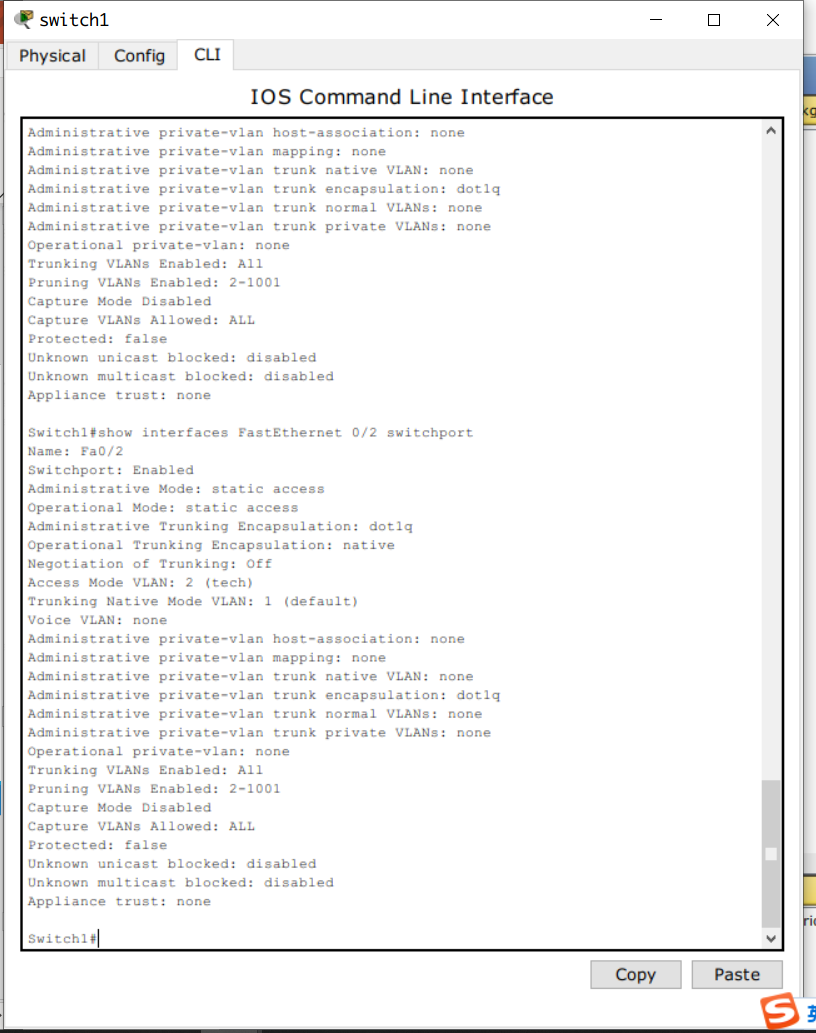 switch1
Physical Config CLI
IOS Command Line Interface
Administrative private-vlan host-association: none
Administrative private-vlan mapping: none
Administrative private-vlan trunk native VLAN: none
Administrative private-vlan trunk encapsulation: dot1q
Administrative private-vlan trunk normal VLANs: none
Administrative private-vlan trunk private VLANs: none
Operational private-vlan: none
Trunking VLANs Enabled: All
Pruning VLANs Enabled: 2-1001
Capture Mode Disabled
Capture VLANs Allowed: ALL
Protected: false
Unknown unicast blocked: disabled
Unknown multicast blocked: disabled
Appliance trust: none
Switch1#show interfaces FastEthernet 0/2 switchport
Name: Fa0/2
Switchport: Enabled
Administrative Mode: static access
Operational Mode: static access
Administrative Trunking Encapsulation: dot1q
Operational Trunking Encapsulation: native
Negotiation of Trunking: Off
Access Mode VLAN: 2 (tech)
Trunking Native Mode VLAN: 1 (default)
Voice VLAN: none
Administrative private-vlan host-association: none
Administrative private-vlan mapping: none
Administrative private-vlan trunk native VLAN: none
Administrative private-vlan trunk encapsulation: dot1q
Administrative private-vlan trunk normal VLANs: none
Administrative private-vlan trunk private VLANs: none
Operational private-vlan: none
Trunking VLANs Enabled: All
Pruning VLANs Enabled: 2-1001
Capture Mode Disabled
Capture VLANs Allowed: ALL
Protected: false
Unknown unicast blocked: disabled
Unknown multicast blocked: disabled
Appliance trust: none
Switch1#
Copy Paste